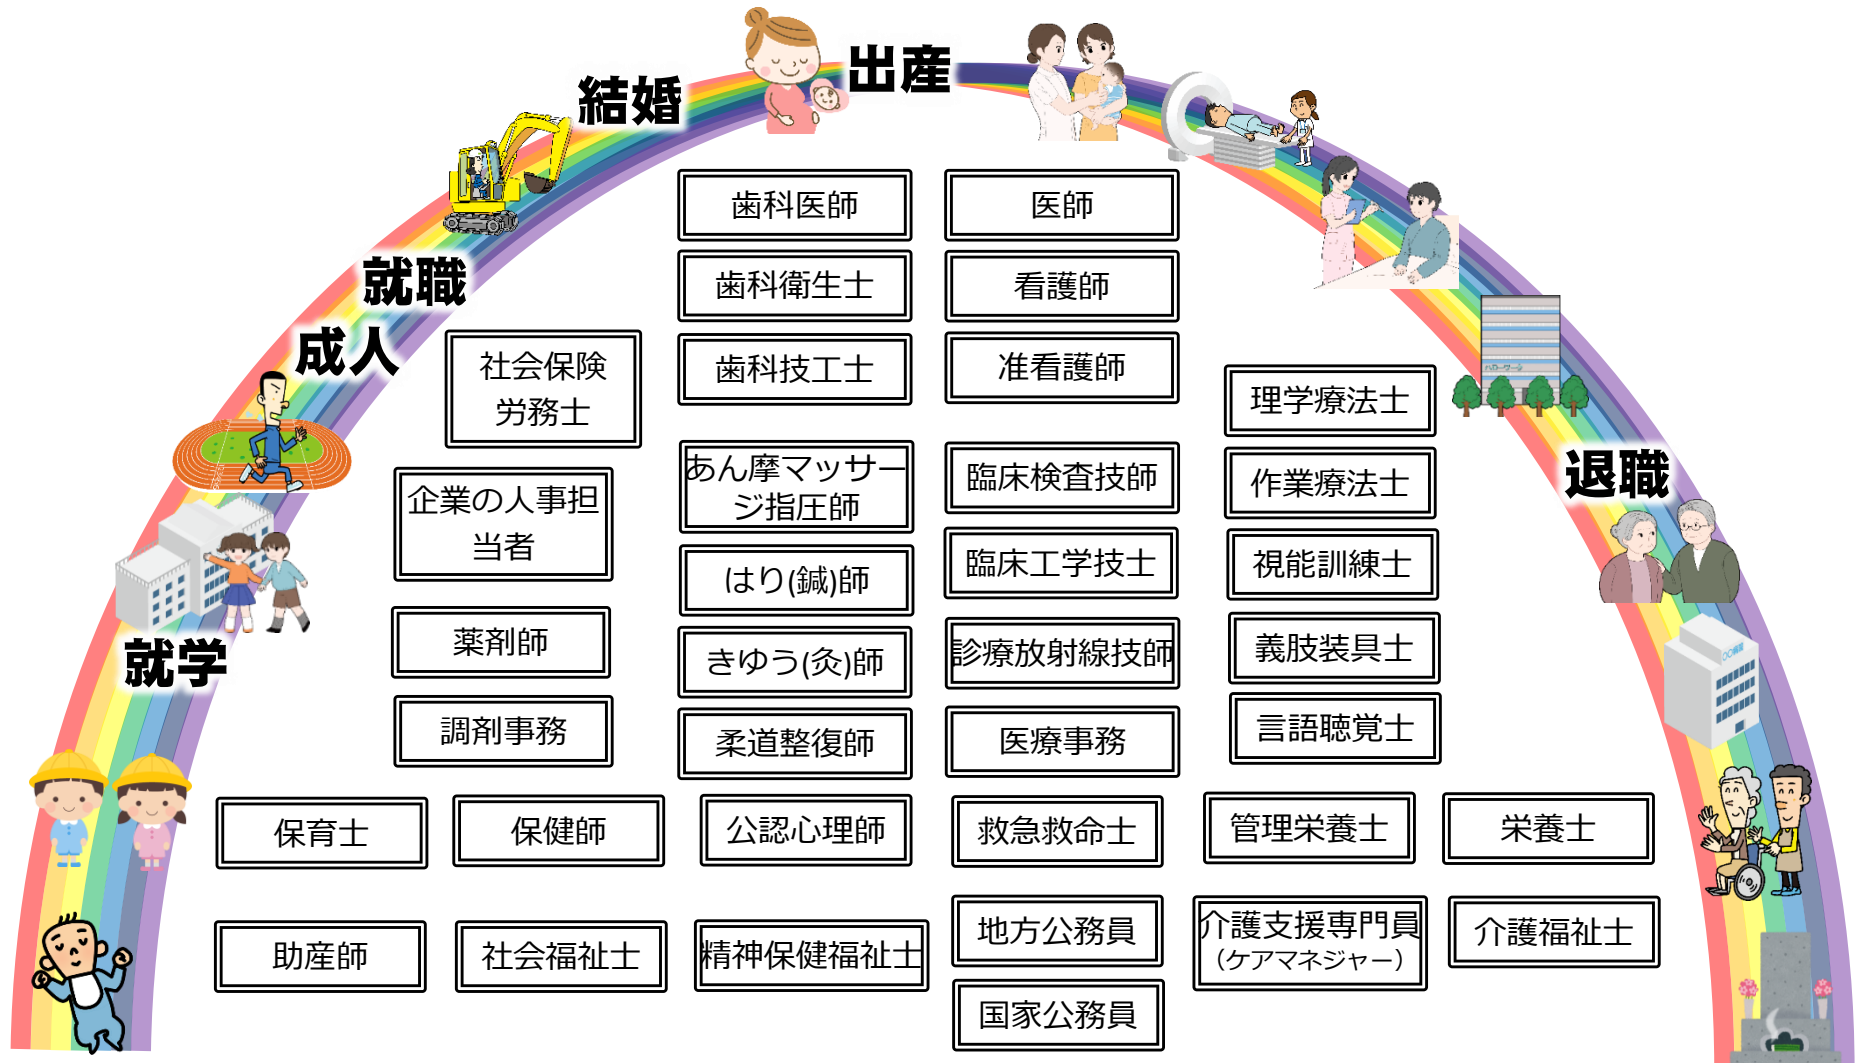 出産
結婚
就職
成人
就学
退職
ハローワーク
歯科医師
医師
歯科衛生士
看護師
歯科技工士
准看護師
社会保険
労務士
理学療法士
あん摩マッサー
ジ指圧師
臨床検査技師
作業療法士
企業の人事担
当者
はり(鍼)師
臨床工学技士
視能訓練士
薬剤師
きゆう(灸)師
診療放射線技師
義肢装具士
調剤事務
柔道整復師
医療事務
言語聴覚士
保育士
保健師
公認心理師
救急救命士
管理栄養士
栄養士
助産師
社会福祉士
精神保健福祉士
地方公務員
介護支援専門員
（ケアマネジャー）
介護福祉士
国家公務員